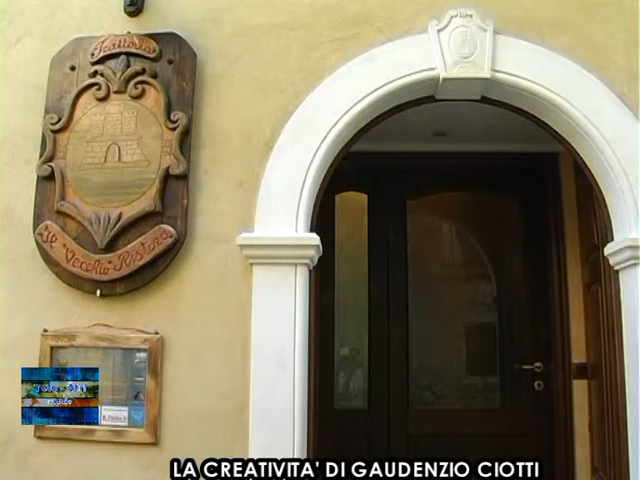 Trattoria
Il Vecchio Ristoro
LA CREATIVITA' DI GAUDENZIO CIOTTI